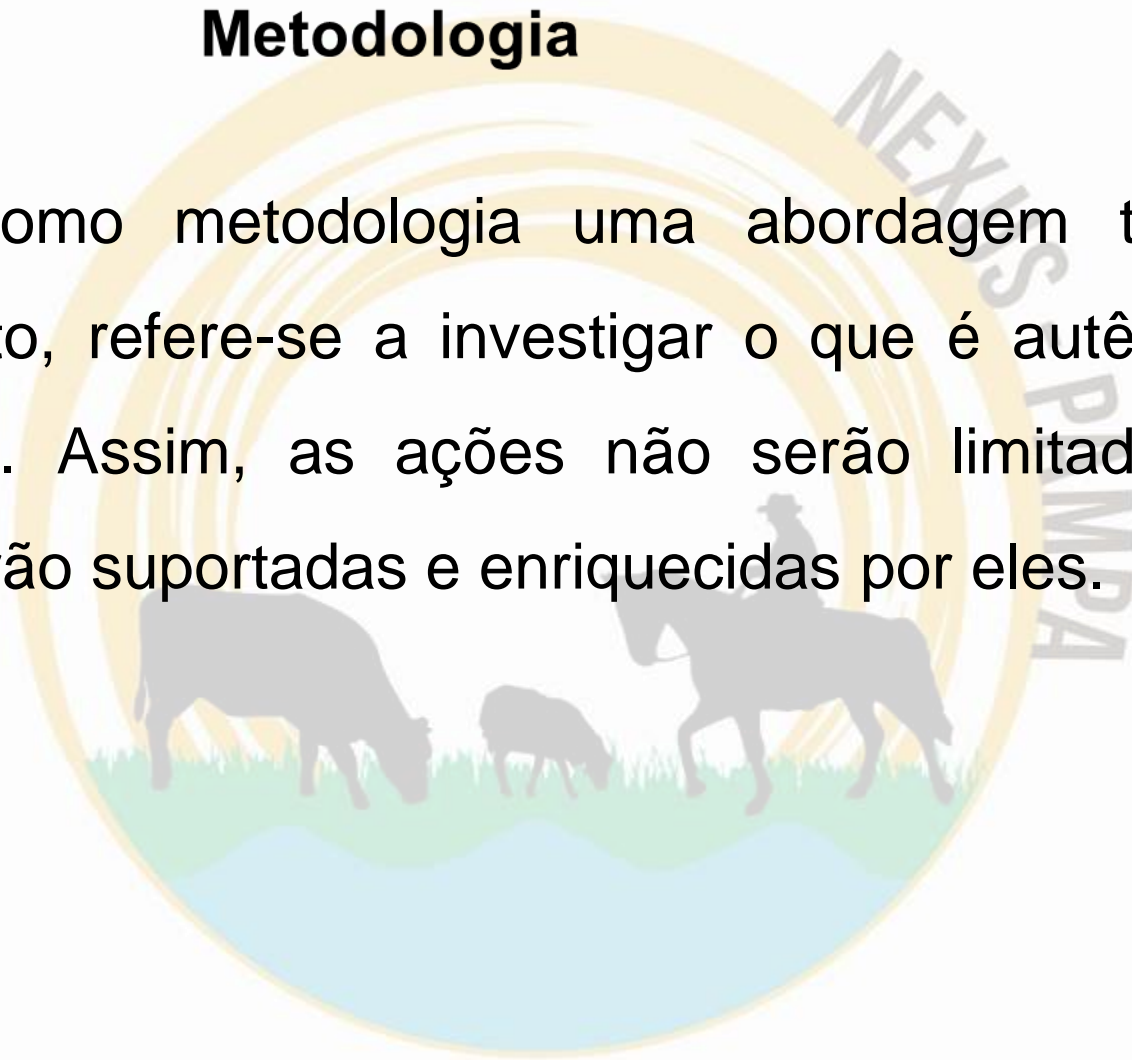 Metodologia
omo metodologia uma abordagem t
to, refere-se a investigar o que é autê
. Assim, as ações não serão limitad
ão suportadas e enriquecidas por eles.
NEXUS PAMPA